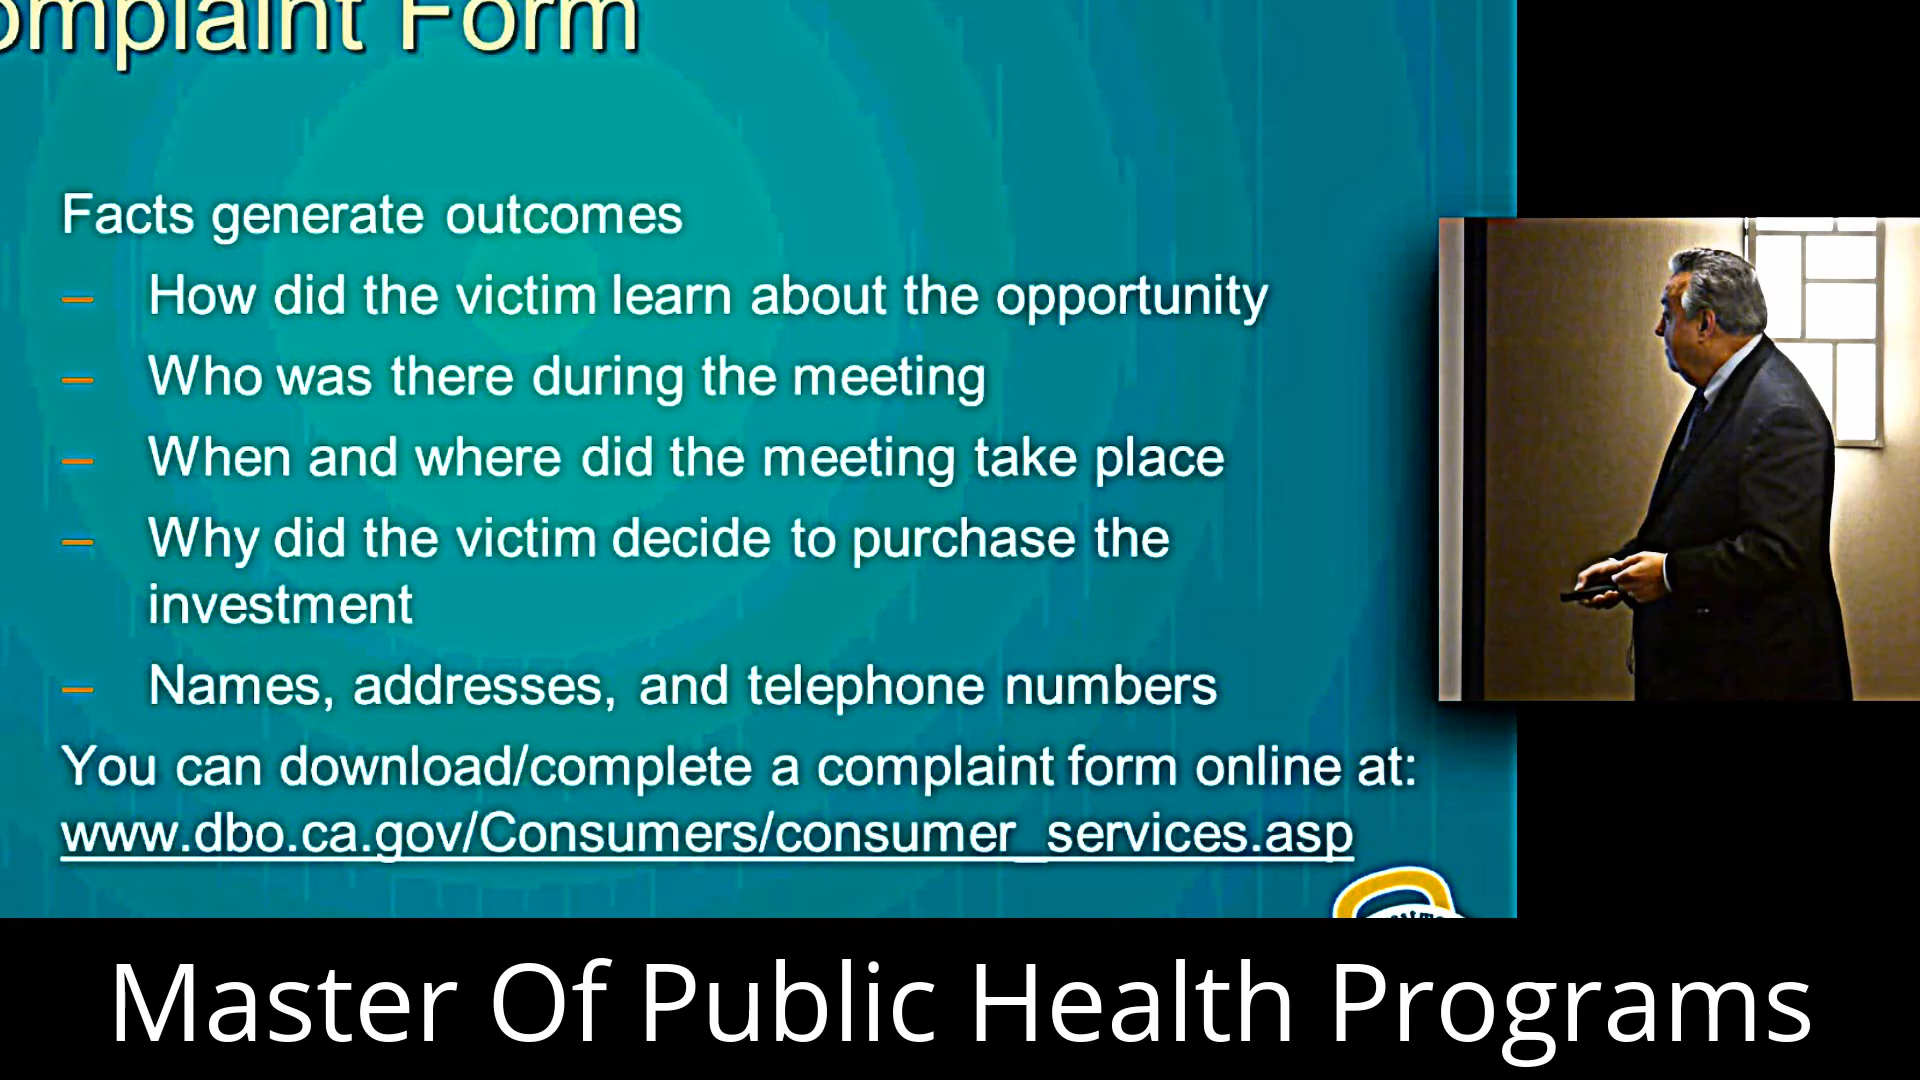 omplaint Form
Facts generate outcomes
– How did the victim learn about the opportunity
– Who was there during the meeting
– When and where did the meeting take place
– Why did the victim decide to purchase the
investment
– Names, addresses, and telephone numbers
You can download/complete a complaint form online at:
www.dbo.ca.gov/Consumers/consumer_services.asp
Master Of Public Health Programs